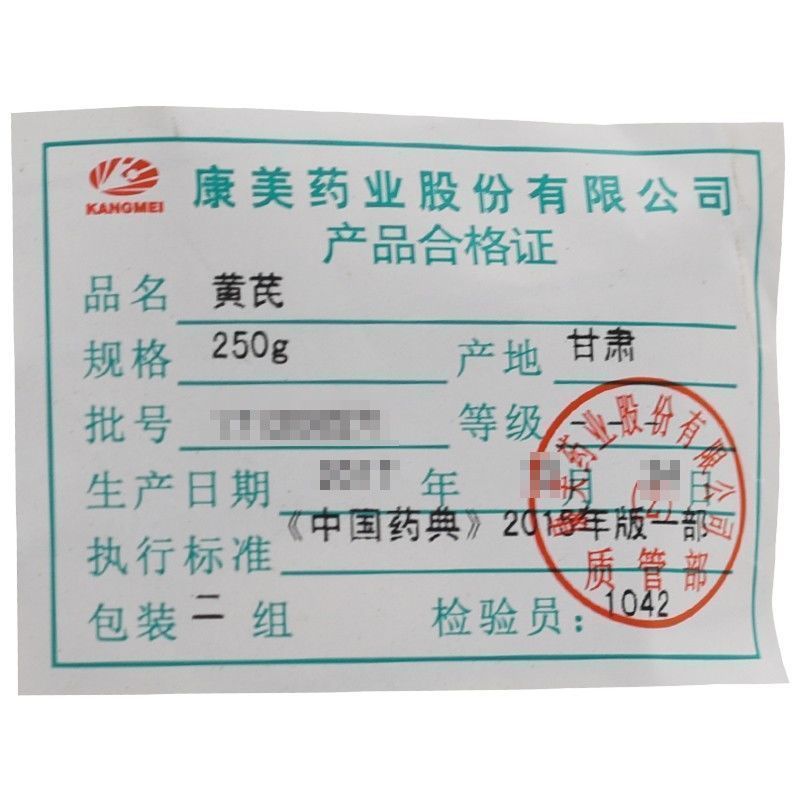 KANGMEI
康美药业股份有限公司
产品合格证
品名 黄芪
规格 250g 产地 甘肃
批号 等级
生产日期 年 月 日
执行标准 《中国药典》 年版一部
包装 二 组 检验员：1042
药业股份有限公司
(2)
质管部